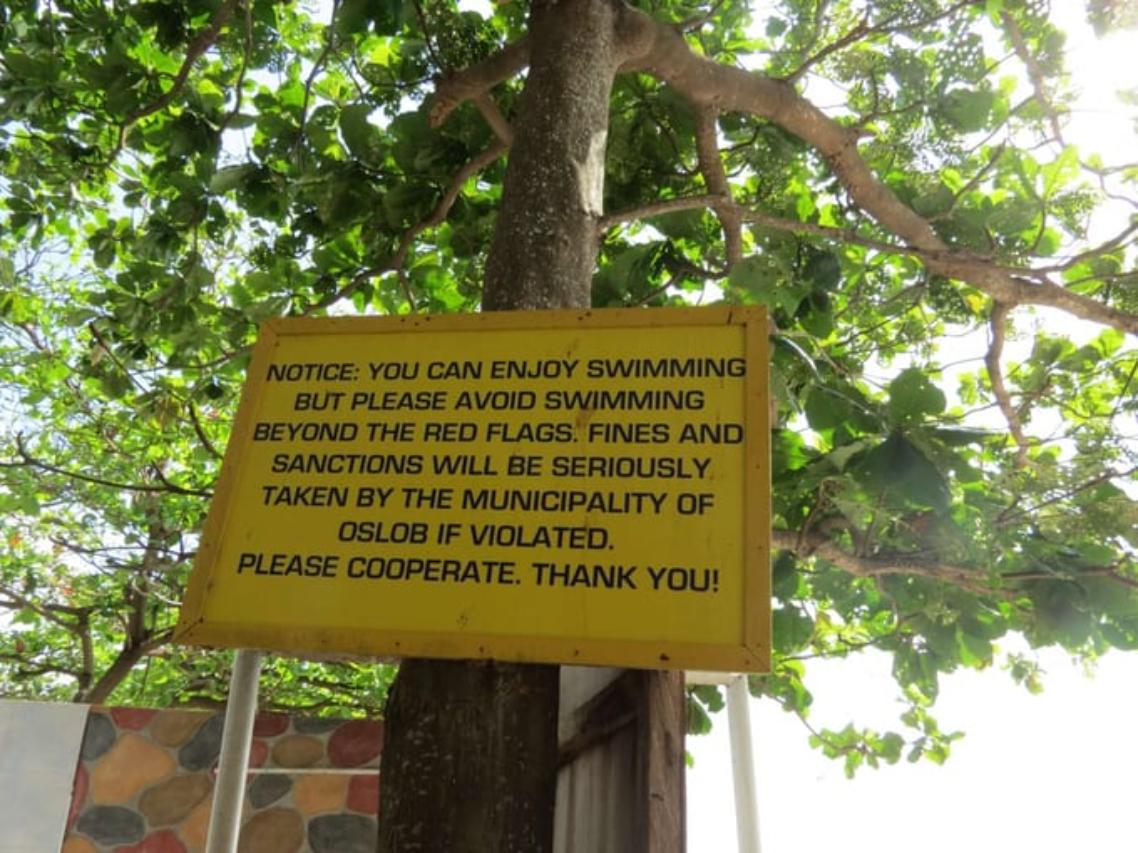 NOTICE: YOU CAN ENJOY SWIMMING
BUT PLEASE AVOID SWIMMING
BEYOND THE RED FLAGS. FINES AND
SANCTIONS WILL BE SERIOUSLY
TAKEN BY THE MUNICIPALITY OF
OSLOB IF VIOLATED.
PLEASE COOPERATE. THANK YOU!